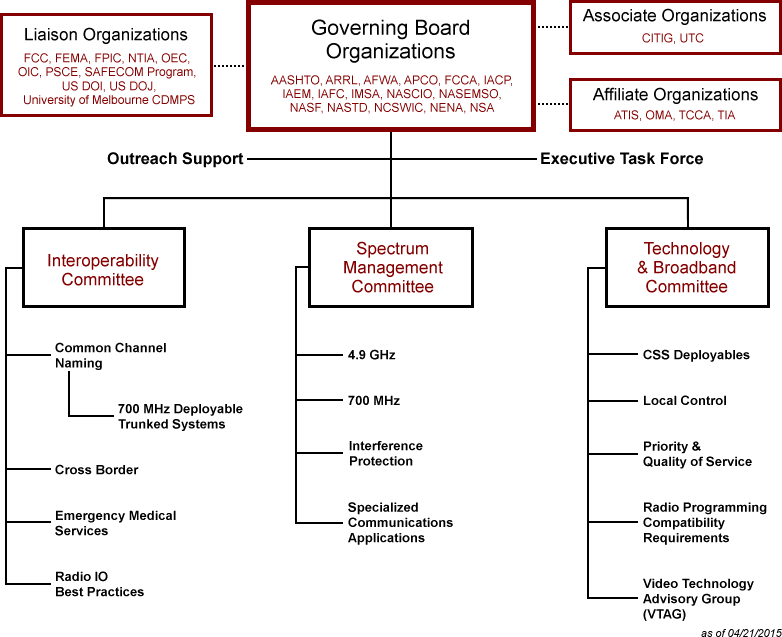 Liaison Organizations
FCC, FEMA, FPIC, NTIA, OEC,
OIC, PSCE, SAFECOM Program,
US DOI, US DOJ,
University of Melbourne CDMPS
Governing Board
Organizations
AASHTO, ARRL, AFWA, APCO, FCCA, IACP,
IAEM, IAFC, IMSA, NASCIO, NASEMSO,
NASF, NASTD, NCSWIC, NENA, NSA
Associate Organizations
CITIG, UTC
Affiliate Organizations
ATIS, OMA, TCCA, TIA
Outreach Support
Executive Task Force
Interoperability
Committee
Common Channel
Naming
700 MHz Deployable
Trunked Systems
Cross Border
Emergency Medical
Services
Radio IO
Best Practices
Spectrum
Management
Committee
4.9 GHz
700 MHz
Interference
Protection
Specialized
Communications
Applications
Technology
& Broadband
Committee
CSS Deployables
Local Control
Priority &
Quality of Service
Radio Programming
Compatibility
Requirements
Video Technology
Advisory Group
(VTAG)
as of 04/21/2015